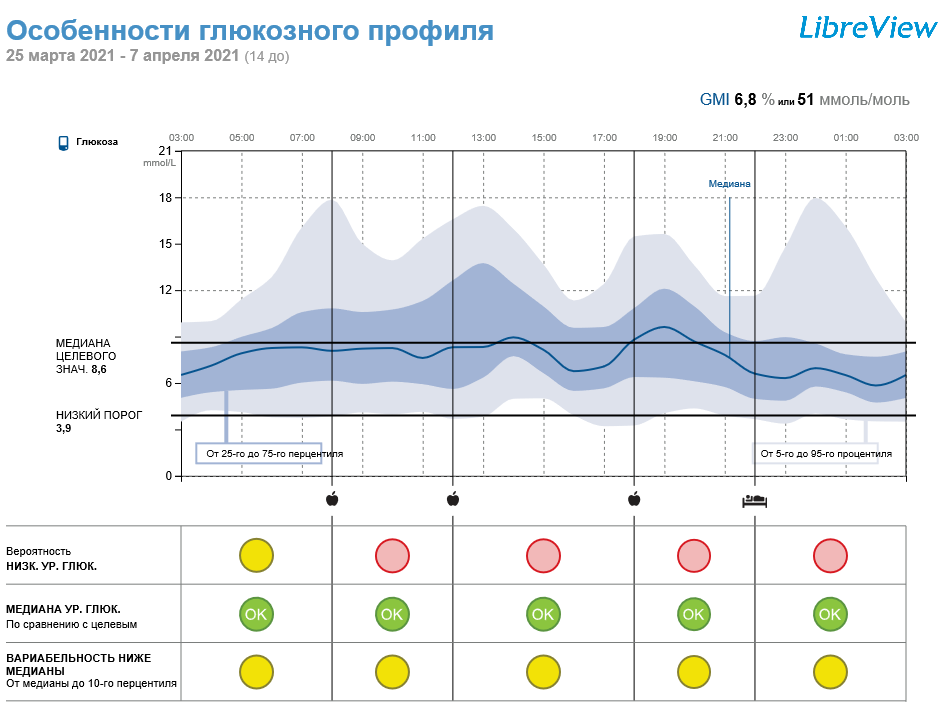 Особенности глюкозного профиля
LibreView
25 марта 2021 - 7 апреля 2021 (14 до)
GMI 6,8 % или 51 ммоль/моль
Глюкоза
03:00 05:00 07:00 09:00 11:00 13:00 15:00 17:00 19:00 21:00 23:00 01:00 03:00
21
mmol/L
Медиана
18
15
12
МЕДИАНА
ЦЕЛЕВОГО
ЗНАЧ. 8,6
6
НИЗКИЙ ПОРОГ
3,9
От 25-го до 75-го перцентиля
От 5-го до 95-го процентиля
0
Вероятность
НИЗК. УР. ГЛЮК.
МЕДИАНА УР. ГЛЮК.
По сравнению с целевым
OK OK OK OK OK
ВАРИАБЕЛЬНОСТЬ НИЖЕ
МЕДИАНЫ
От медианы до 10-го перцентиля